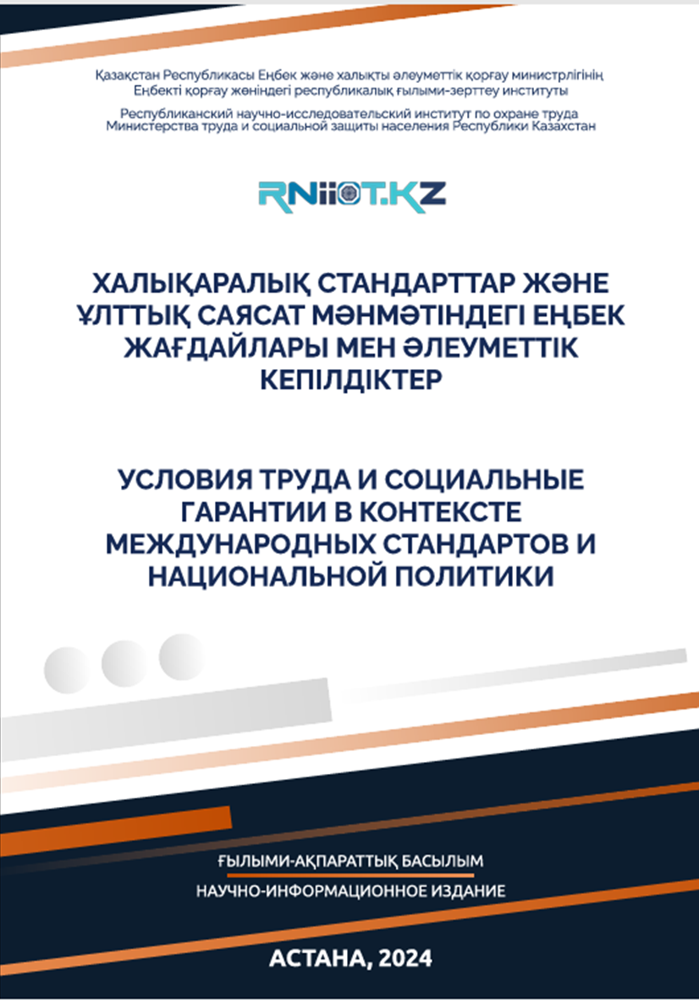 Қазақстан Республикасы Еңбек және халықты әлеуметтік қорғау министрлігінің
Еңбекті қорғау жөніндегі республикалық ғылыми-зерттеу институты
Республиканский научно-исследовательский институт по охране труда
Министерства труда и социальной защиты населения Республики Казахстан
RNiiOT.KZ
ХАЛЫҚАРАЛЫҚ СТАНДАРТТАР ЖӘНЕ
ҰЛТТЫҚ САЯСАТ МӘНМӘТІНДЕГІ ЕҢБЕК
ЖАҒДАЙЛАРЫ МЕН ӘЛЕУМЕТТІК
КЕПІЛДІКТЕР
УСЛОВИЯ ТРУДА И СОЦИАЛЬНЫЕ
ГАРАНТИИ В КОНТЕКСТЕ
МЕЖДУНАРОДНЫХ СТАНДАРТОВ И
НАЦИОНАЛЬНОЙ ПОЛИТИКИ
ҒЫЛЫМИ-АҚПАРАТТЫҚ БАСЫЛЫМ
НАУЧНО-ИНФОРМАЦИОННОЕ ИЗДАНИЕ
АСТАНА, 2024